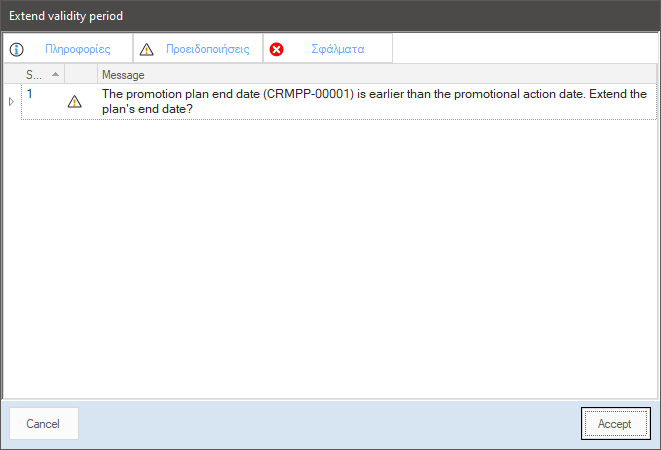 Extend validity period
Πληροφορίες
Προειδοποιήσεις
Σφάλματα
S...
Message
1
The promotion plan end date (CRMPP-00001) is earlier than the promotional action date. Extend the
plan's end date?
Cancel
Accept